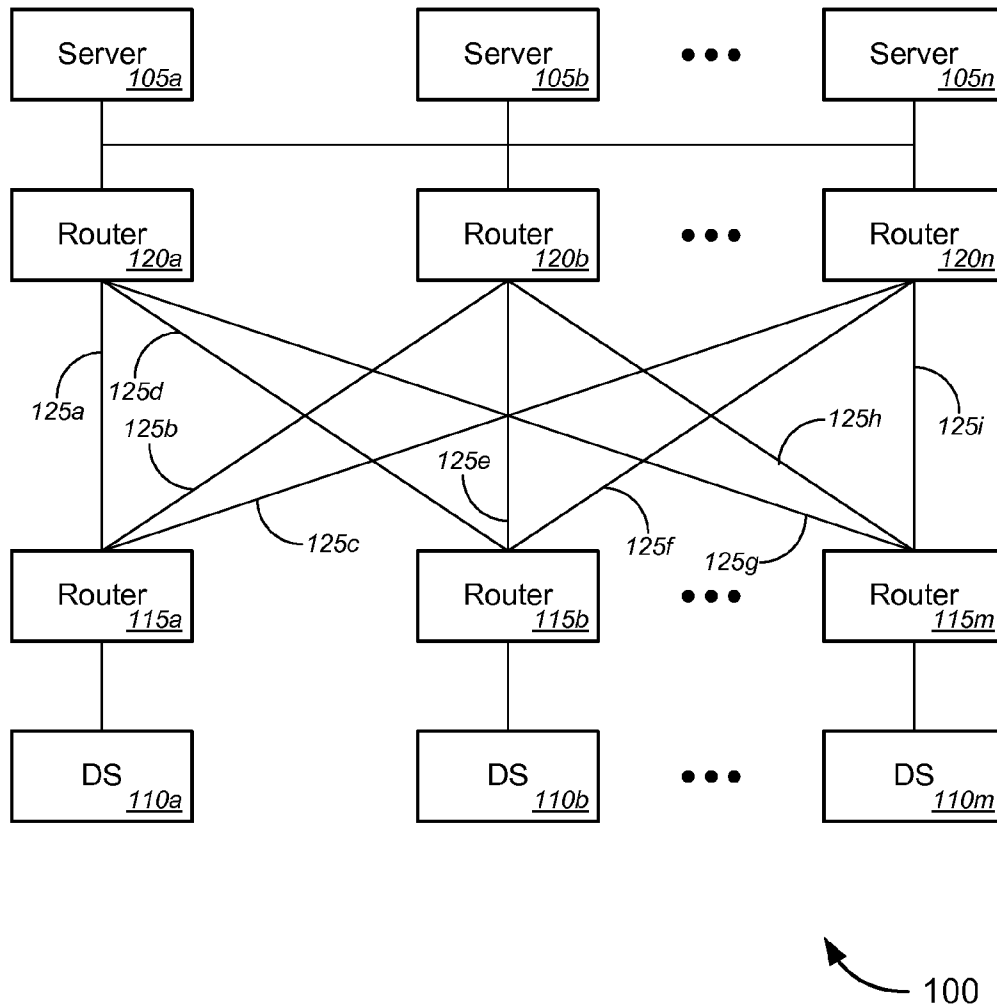 Server
105a
Server
105b
Server
105n
Router
120a
Router
120b
Router
120n
125a
125d
125b
125e
125h
125i
125c
125f
125g
Router
115a
Router
115b
Router
115m
DS
110a
DS
110b
DS
110m
100